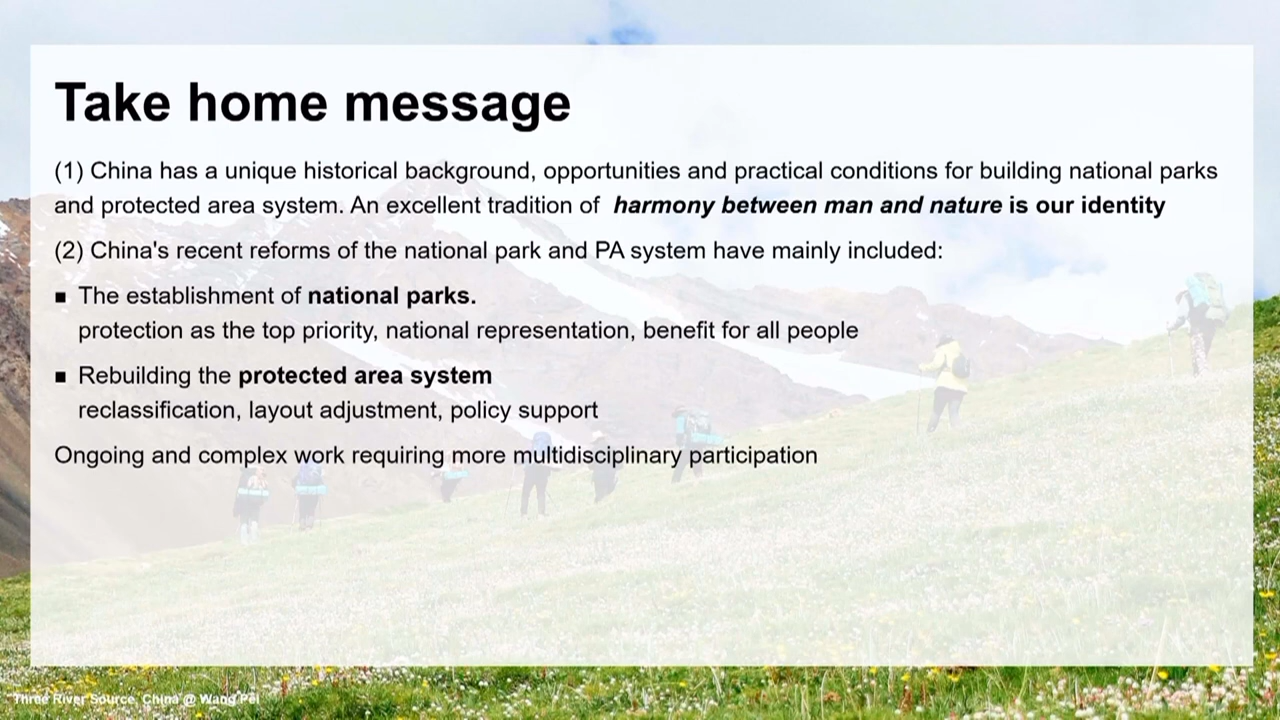 Take home message
(1) China has a unique historical background, opportunities and practical conditions for building national parks
and protected area system. An excellent tradition of harmony between man and nature is our identity
(2) China's recent reforms of the national park and PA system have mainly included:
▪ The establishment of national parks.
protection as the top priority, national representation, benefit for all people
▪ Rebuilding the protected area system
reclassification, layout adjustment, policy support
Ongoing and complex work requiring more multidisciplinary participation
Three River Source, China @ Wang Pei